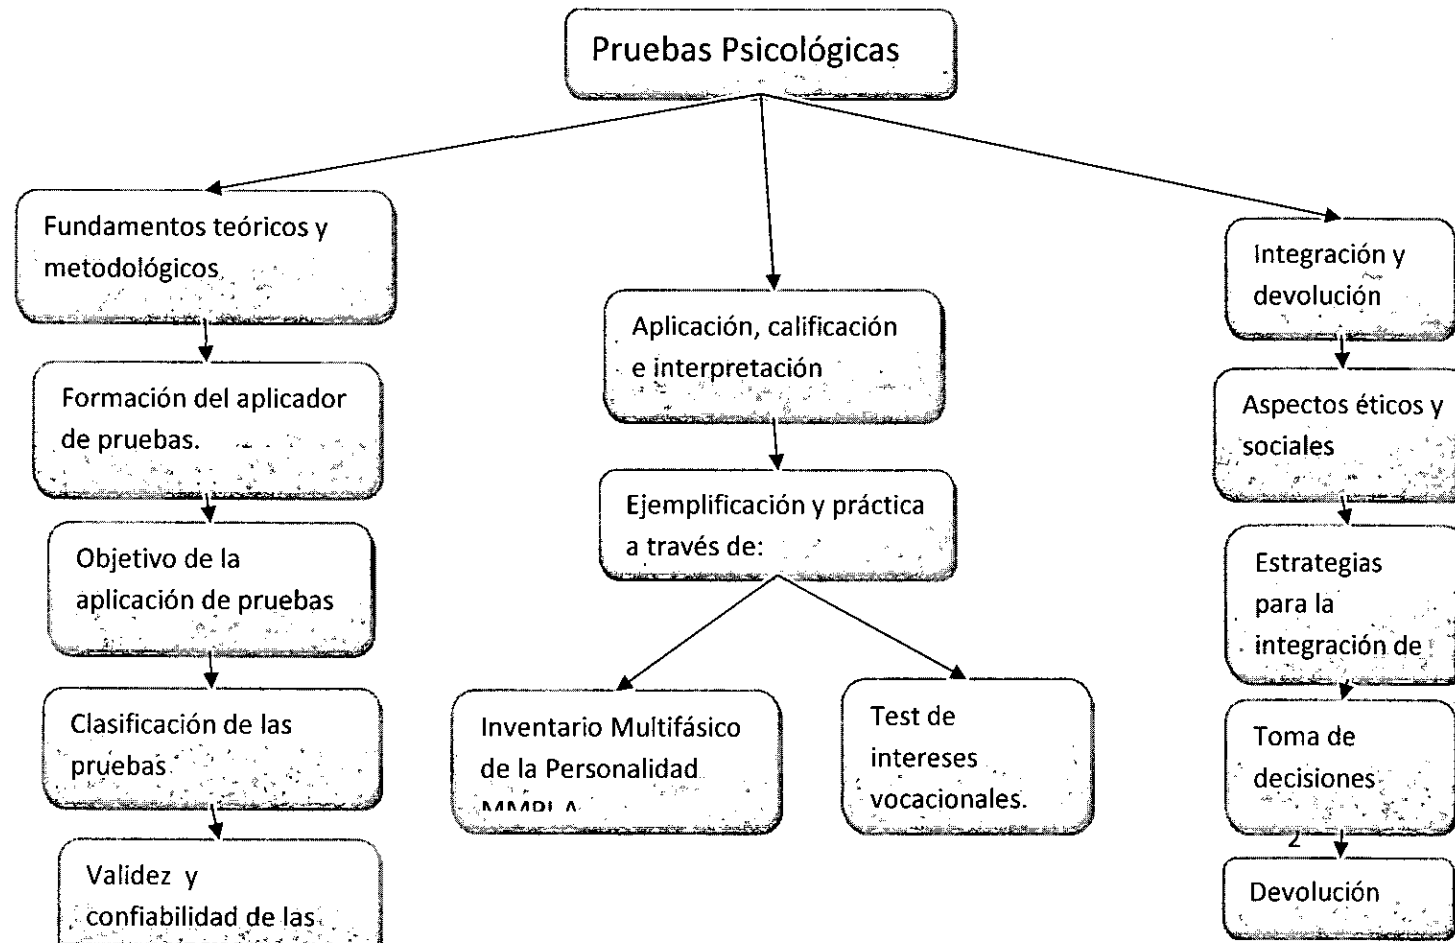 Pruebas Psicológicas
Fundamentos teóricos y
metodológicos
Formación del aplicador
de pruebas.
Objetivo de la
aplicación de pruebas
Clasificación de las
pruebas
Validez y
confiabilidad de las
Aplicación, calificación
e interpretación
Ejemplificación y práctica
a través de:
Inventario Multifásico
de la Personalidad
Test de
intereses
vocacionales.
Integración y
devolución
Aspectos éticos y
sociales
Estrategias
para la
integración de
Toma de
decisiones
2
Devolución